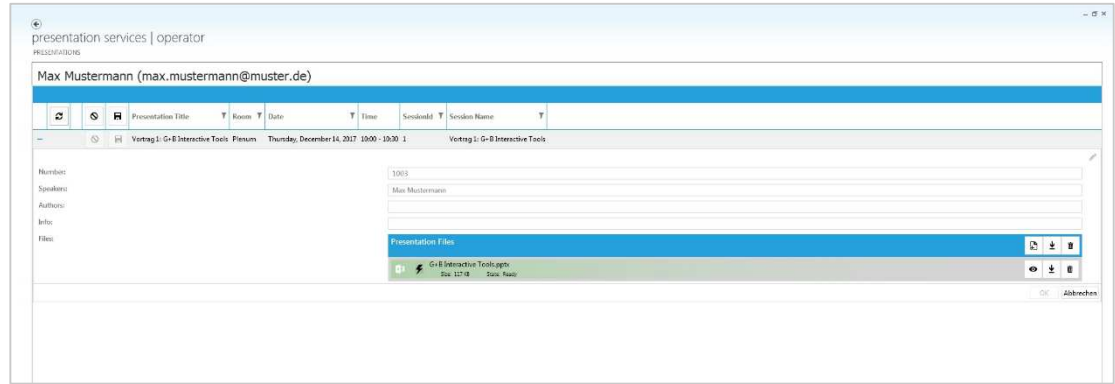 presentation services | operator
PRESENTATIONS
Max Mustermann (max.mustermann@muster.de)
Presentation Title Room Date Time SessionId Session Name
Vortrag 1: G+B Interactive Tools Plenum Thursday, December 14, 2017 10:00 - 10:30 1 Vortrag 1: G+B Interactive Tools
Number: 1003
Speakers: Max Mustermann
Authors:
Info:
Files: Presentation Files
G+B Interactive Tools.pptx
Size: 117 KB State: Ready
OK Abbrechen